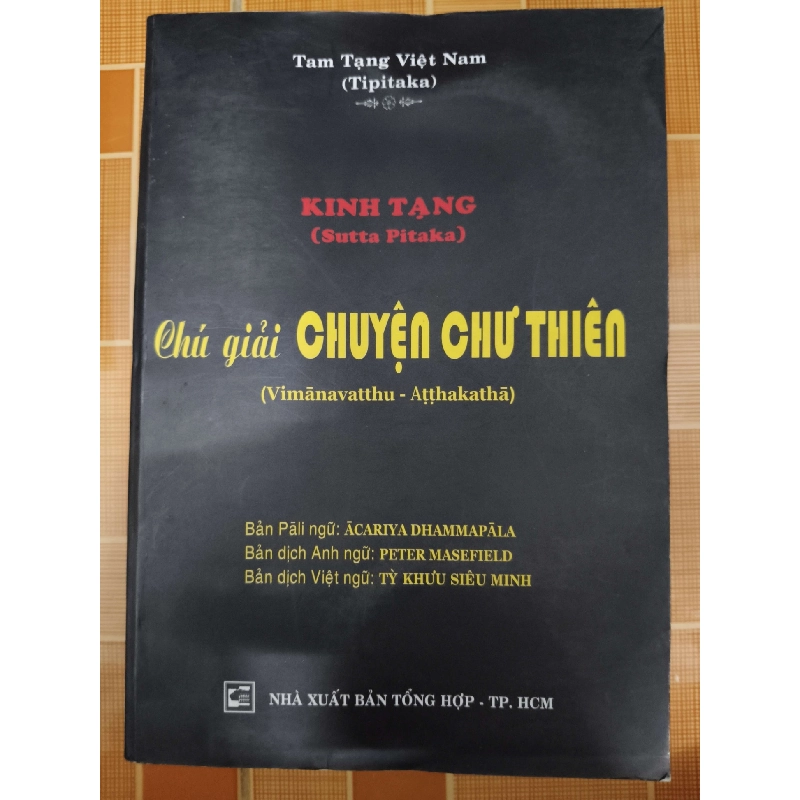 Tam Tạng Việt Nam
(Tipitaka)
KINH TẠNG
(Sutta Pitaka)
Chú giải CHUYỆN CHƯ THIÊN
(Vimānavatthu - Aṭṭhakathā)
Bản Pāli ngữ: ĀCARIYA DHAMMAPĀLA
Bản dịch Anh ngữ: PETER MASEFIELD
Bản dịch Việt ngữ: TỲ KHƯU SIÊU MINH
NHÀ XUẤT BẢN TỔNG HỢP - TP. HCM